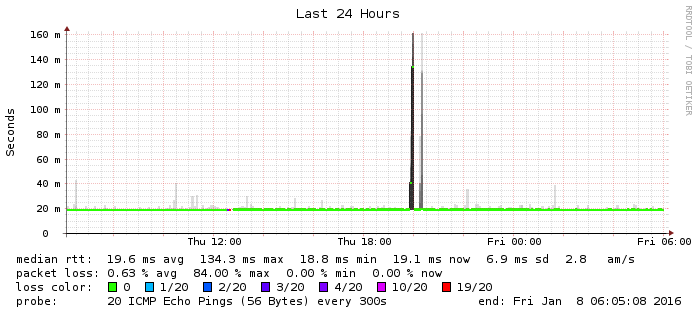 Last 24 Hours
RRDTOOL / TOBI OETIKER
Seconds
160 m
140 m
120 m
100 m
80 m
60 m
40 m
20 m
0
Thu 12:00 Thu 18:00 Fri 00:00 Fri 06:00
median rtt: 19.6 ms avg 134.3 ms max 18.8 ms min 19.1 ms now 6.9 ms sd 2.8 am/s
packet loss: 0.63 % avg 84.00 % max 0.00 % min 0.00 % now
loss color: 0 1/20 2/20 3/20 4/20 10/20 19/20
probe: 20 ICMP Echo Pings (56 Bytes) every 300s end: Fri Jan 8 06:05:08 2016